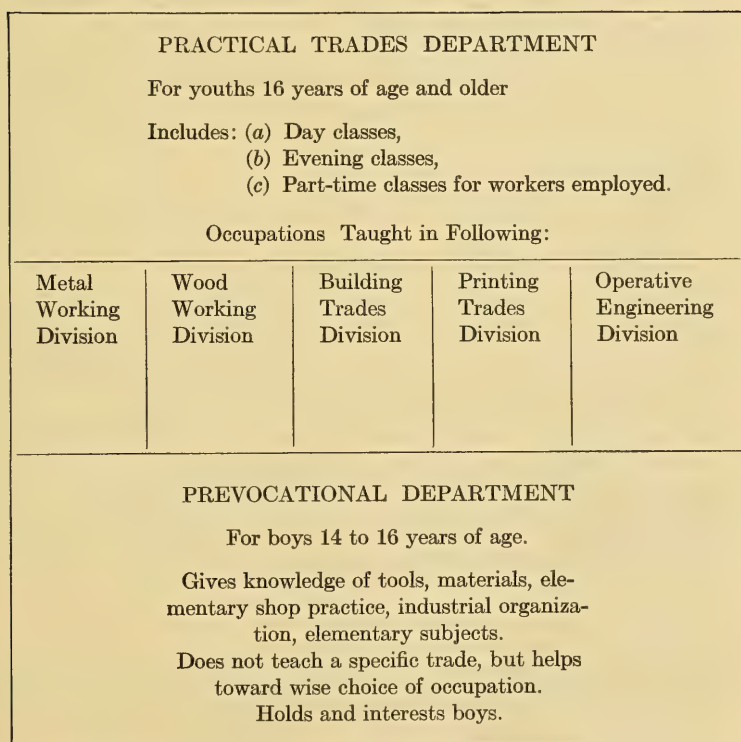 PRACTICAL TRADES DEPARTMENT
For youths 16 years of age and older
Includes: (a) Day classes,
(b) Evening classes,
(c) Part-time classes for workers employed.
Occupations Taught in Following:
Metal
Working
Division
Wood
Working
Division
Building
Trades
Division
Printing
Trades
Division
Operative
Engineering
Division
PREVOCATIONAL DEPARTMENT
For boys 14 to 16 years of age.
Gives knowledge of tools, materials, ele-
mentary shop practice, industrial organiza-
tion, elementary subjects.
Does not teach a specific trade, but helps
toward wise choice of occupation.
Holds and interests boys.